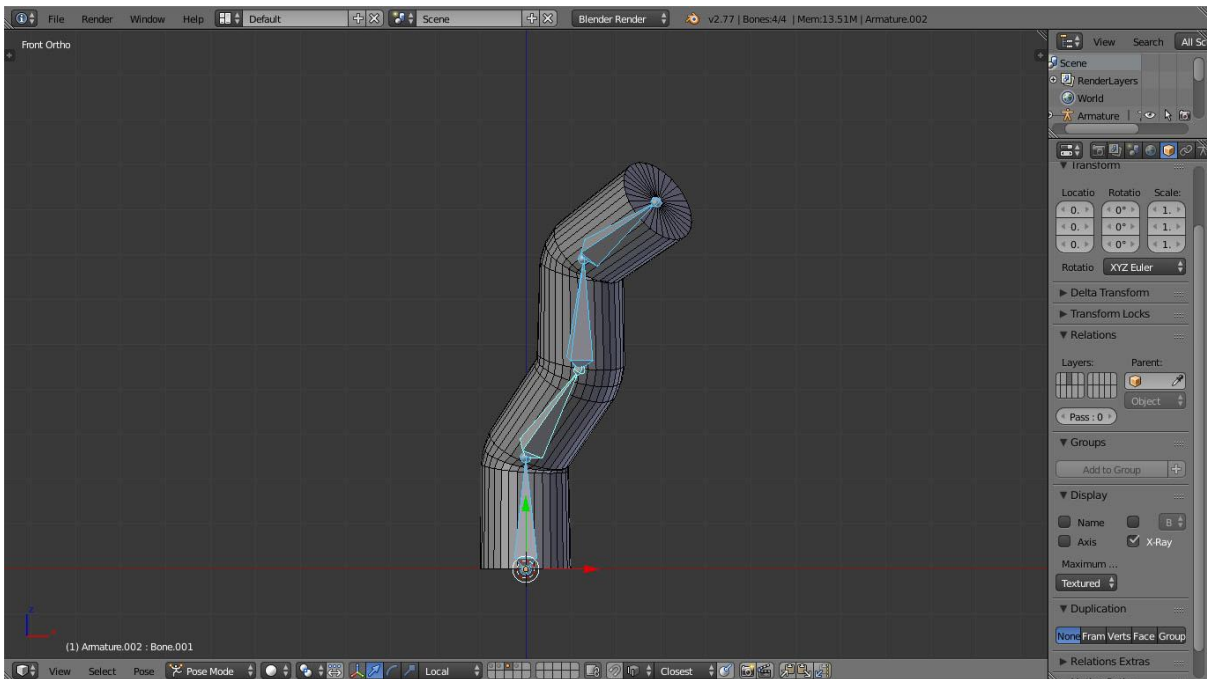 File Render Window Help Default Scene Blender Render v2.77 | Bones:4/4 | Mem:13.51M | Armature.002
Front Ortho
View Search All Sc
Scene
RenderLayers
World
Armature
Transform
Locatio Rotatio Scale:
0. 0° 1.
0. 0° 1.
0. 0° 1.
Rotatio XYZ Euler
Delta Transform
Transform Locks
Relations
Layers: Parent:
Object
Pass : 0
Groups
Add to Group
Display
Name B
Axis X-Ray
Maximum ...
Textured
Duplication
None Fram Verts Face Group
Relations Extras
z
x
(1) Armature.002 : Bone.001
View Select Pose Pose Mode Local Closest